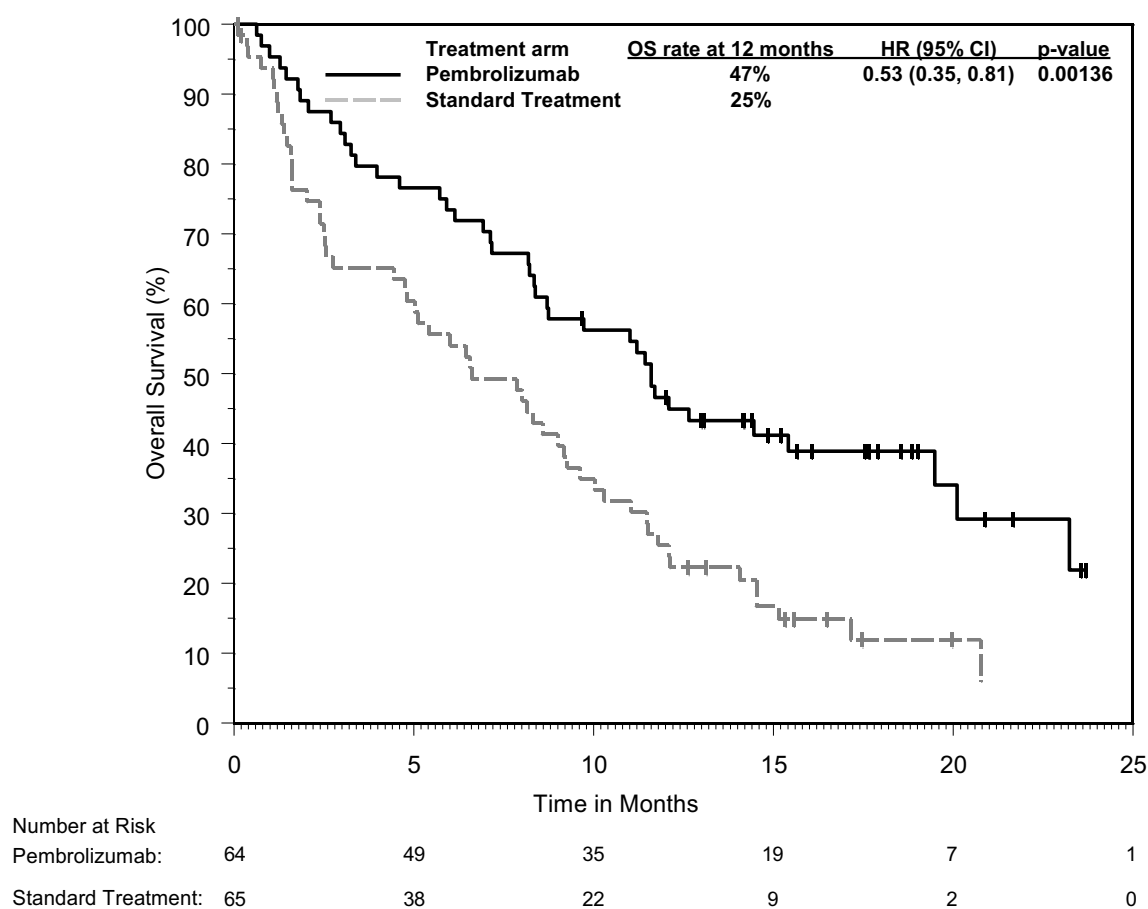 100
90
80
70
60
50
40
30
20
10
0
Overall Survival (%)
Treatment arm OS rate at 12 months HR (95% CI) p-value
Pembrolizumab 47% 0.53 (0.35, 0.81) 0.00136
Standard Treatment 25%
0 5 10 15 20 25
Time in Months
Number at Risk
Pembrolizumab: 64 49 35 19 7 1
Standard Treatment: 65 38 22 9 2 0